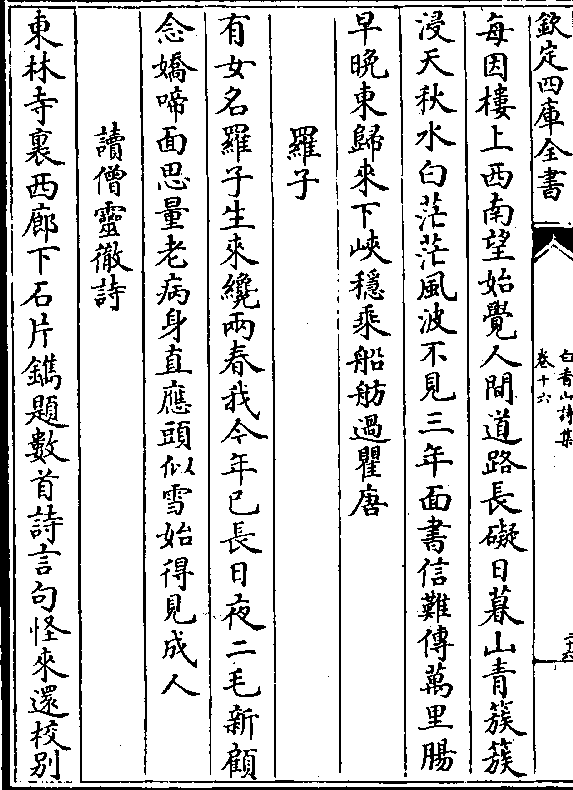 欽定四庫全書
白香山詩集
卷十六
二十六
每因樓上西南望始覺人間道路長礙日暮山青簇簇
浸天秋水白茫茫風波不見三年面書信難傳萬里腸
早晚東歸來下峽穩乘船舫過瞿唐
羅子
有女名羅子生來纔兩春我今年已長日夜二毛新顧
念嬌啼面思量老病身直應頭似雪始得見成人
讀僧靈徹詩
東林寺裏西廊下石片鐫題數首詩言句怪來還校別